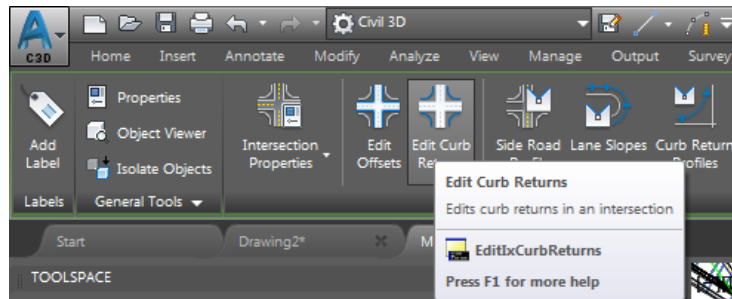 Civil 3D
C3D
Home Insert Annotate Modify Analyze View Manage Output Survey
Add Label
Properties
Object Viewer
Isolate Objects
Intersection Properties
Edit Offsets
Edit Curb
Side Road
Lane Slopes
Curb Return
Profiles
Labels
General Tools
Edit Curb Returns
Edits curb returns in an intersection
EditIxCurbReturns
Press F1 for more help
Start
Drawing2*
M
TOOLSPACE